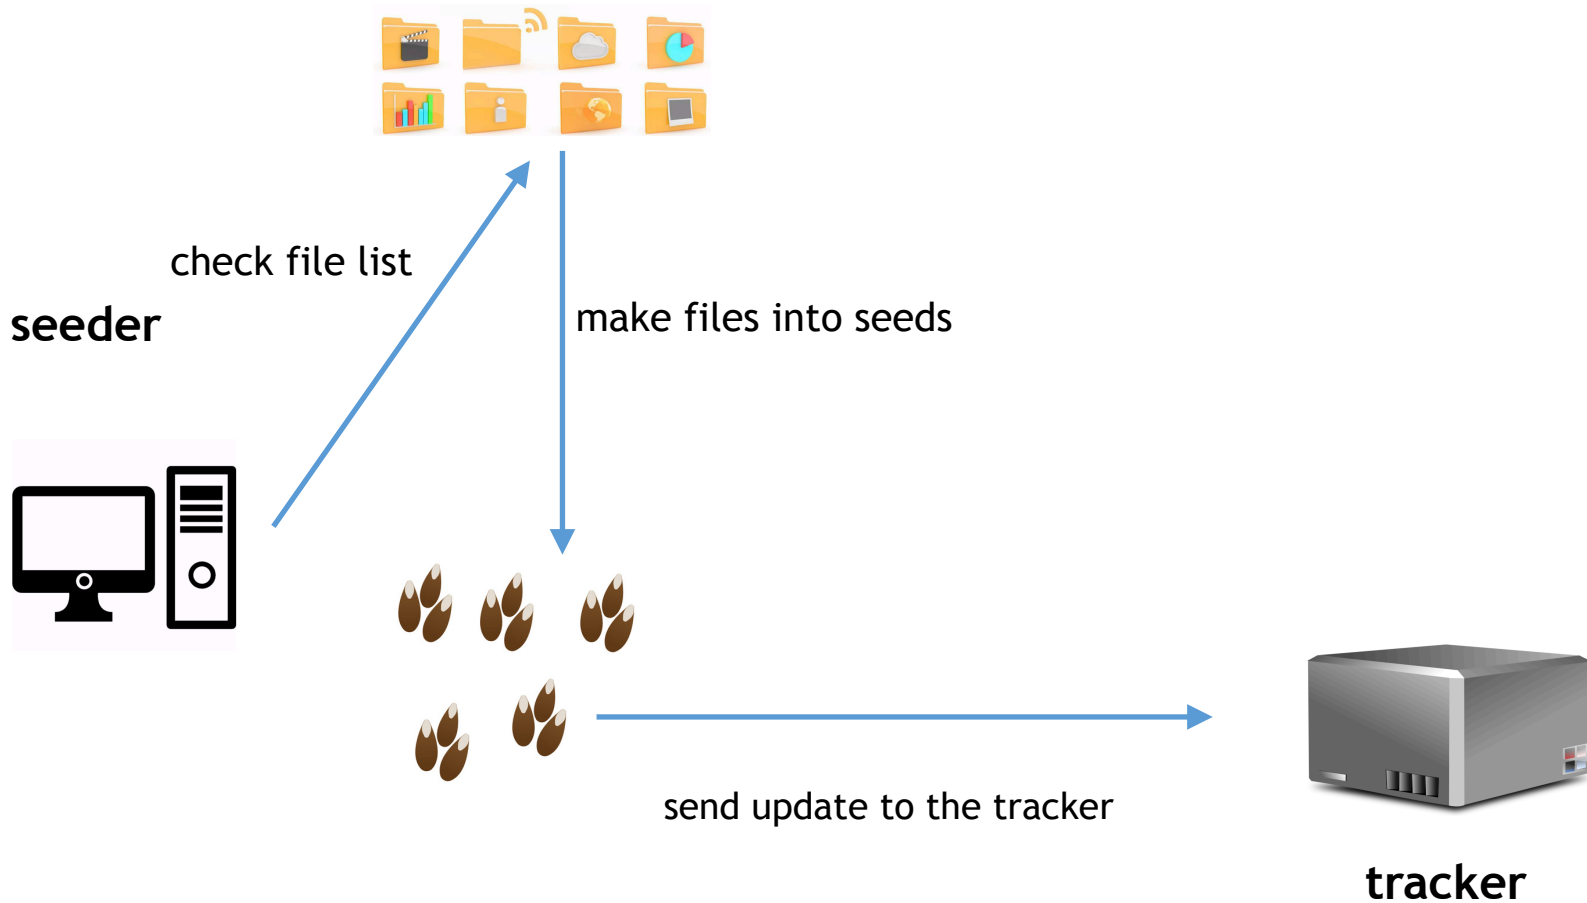 check file list
seeder
make files into seeds
send update to the tracker
tracker